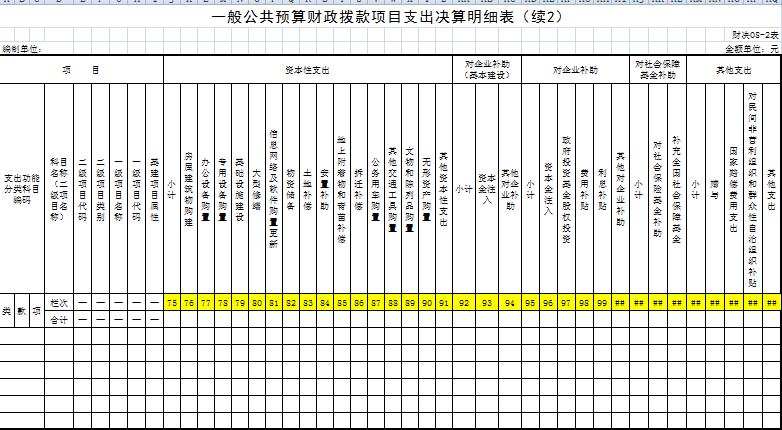 一般公共预算财政拨款项目支出决算明细表（续2）
财决08-2表
编制单位： 金额单位：元
项 目 资本性支出 对企业补助（基本建设） 对企业补助 对社会保障基金补助 其他支出
支出功能分类科目编码 科目名称（二级项目名称） 二级项目代码 二级项目类别 一级项目名称 一级项目代码 基建项目属性 小计 房屋建筑物购建 办公设备购置 专用设备购置 基础设施建设 大型修缮 信息网络及软件购置更新 物资储备 土地补偿 安置补助 地上附着物和青苗补偿 拆迁补偿 公务用车购置 其他交通工具购置 文物和陈列品购置 无形资产购置 其他资本性支出 小计 资本金注入 其他对企业补助 小计 资本金注入 政府投资基金股权投资 费用补贴 利息补贴 其他对企业补助 小计 对社会保险基金补助 补充全国社会保障基金 小计 赠与 国家赔偿费用支出 对民间非营利组织和群众性自治组织补贴 其他支出
类 款 项 栏次 — — — — — 75 76 77 78 79 80 81 82 83 84 85 86 87 88 89 90 91 92 93 94 95 96 97 98 99 ## ## ## ## ## ## ## ## ##
合计 — — — — —